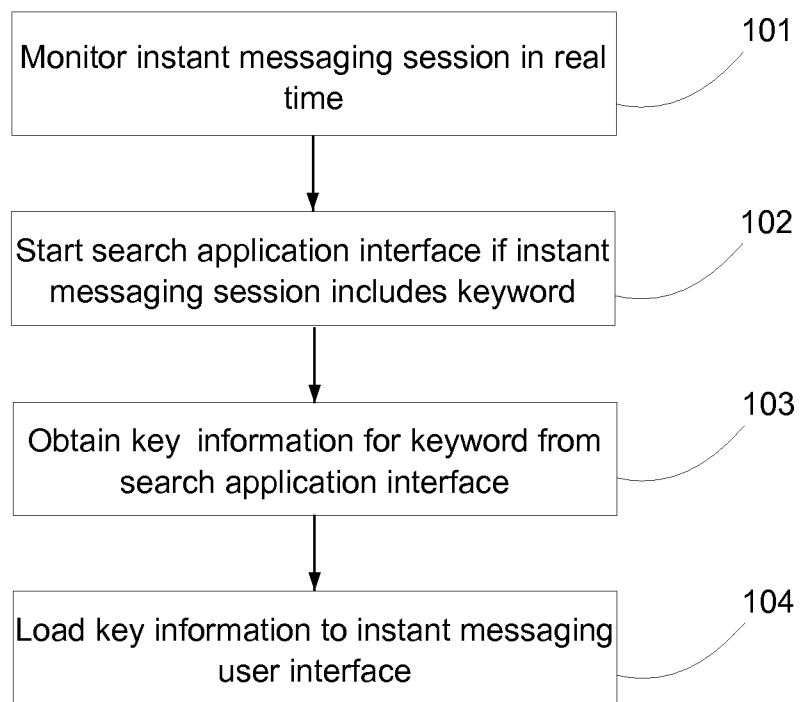 101
Monitor instant messaging session in real
time
102
Start search application interface if instant
messaging session includes keyword
103
Obtain key information for keyword from
search application interface
104
Load key information to instant messaging
user interface